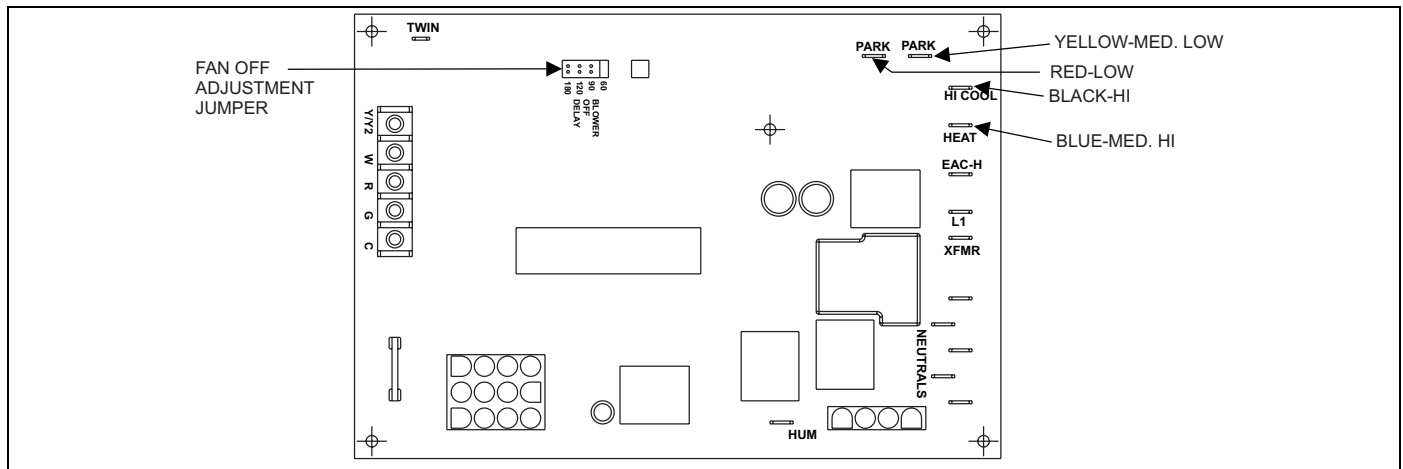 TWIN
FAN OFF
ADJUSTMENT
JUMPER
60
90
120
180
BLOWER
OFF
DELAY
PARK
PARK
YELLOW-MED. LOW
RED-LOW
HI COOL
BLACK-HI
HEAT
BLUE-MED. HI
EAC-H
L1
XFMR
Y/Y2
W
R
G
C
NEUTRALS
HUM